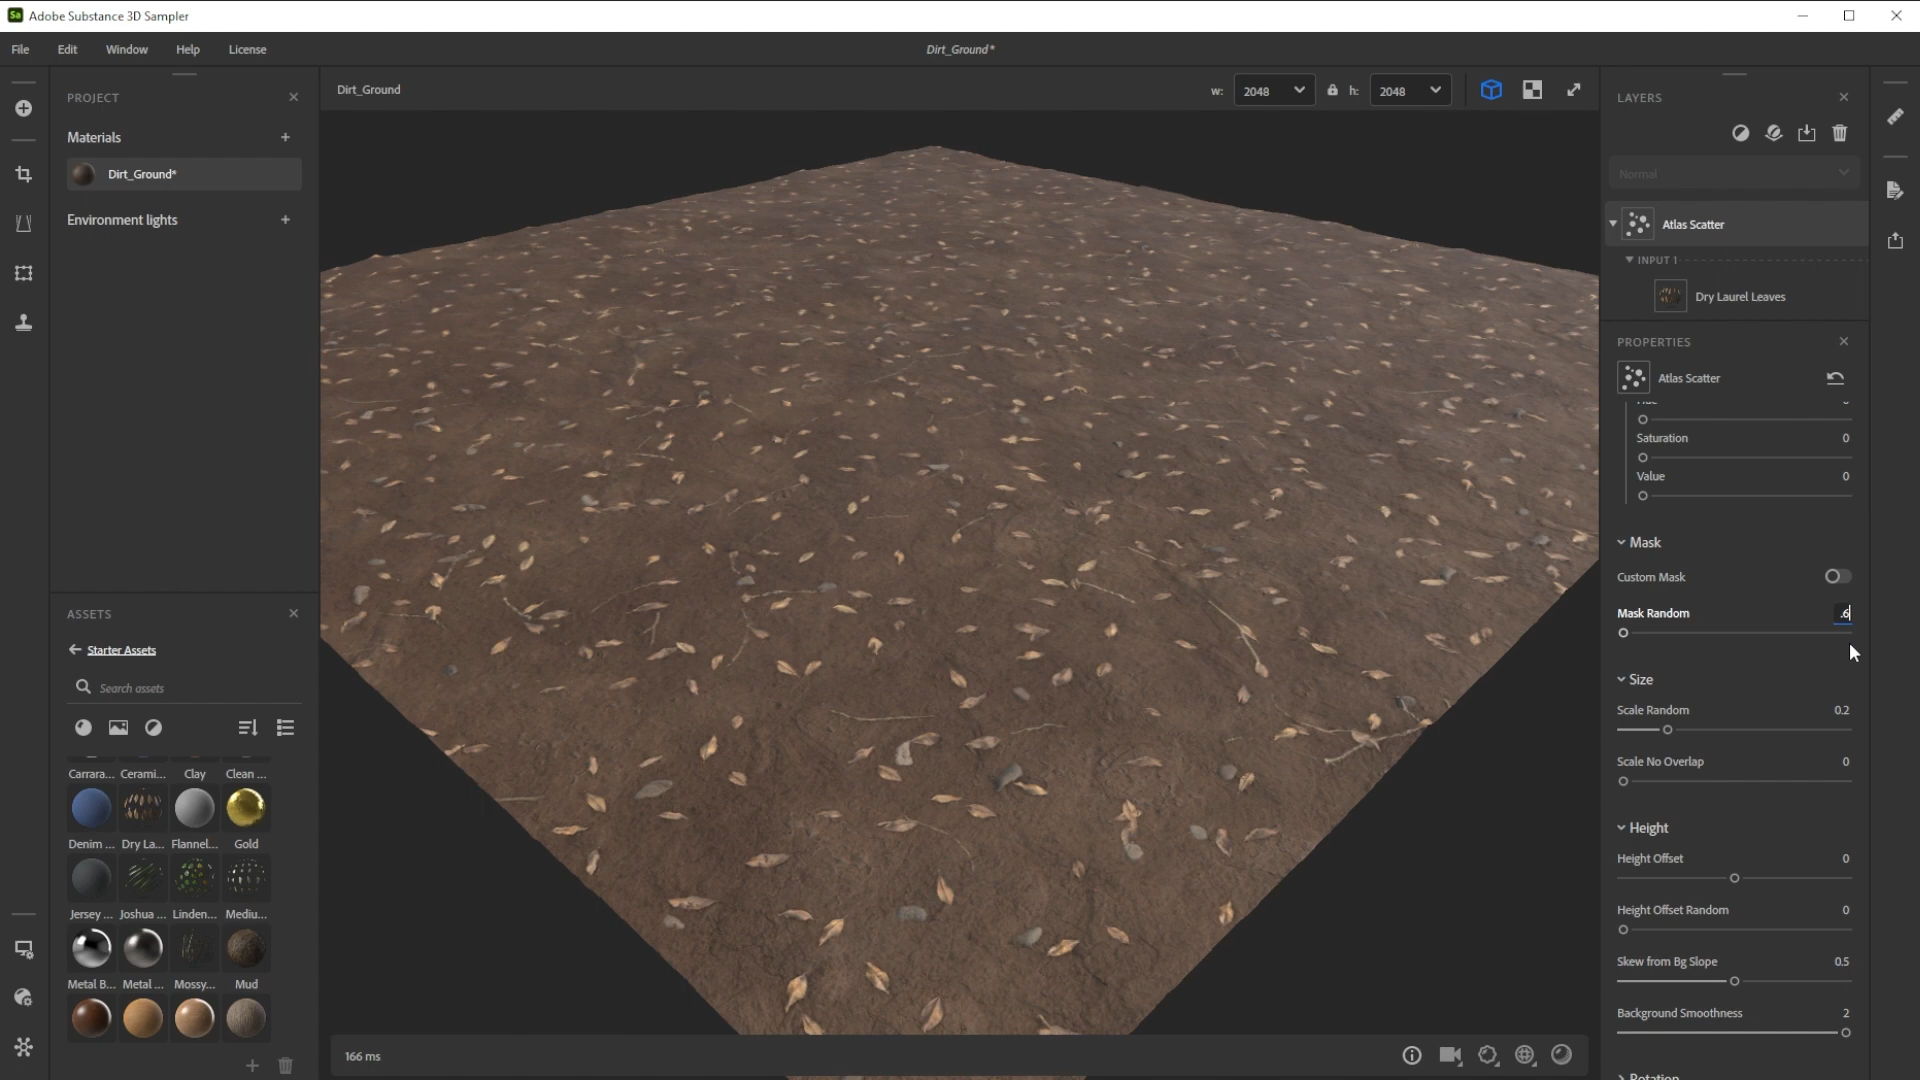 Sa Adobe Substance 3D Sampler
File Edit Window Help License
Dirt_Ground*
PROJECT
Materials
Dirt_Ground*
Environment lights
ASSETS
Starter Assets
Search assets
Carrara... Cerami... Clay Clean ...
Denim ... Dry La... Flannel... Gold
Jersey ... Joshua ... Linden... Mediu...
Metal B... Metal ... Mossy... Mud
Dirt_Ground
w: 2048 h: 2048
166 ms
LAYERS
Normal
Atlas Scatter
INPUT 1
Dry Laurel Leaves
PROPERTIES
Atlas Scatter
Saturation 0
Value 0
Mask
Custom Mask
Mask Random .6
Size
Scale Random 0.2
Scale No Overlap 0
Height
Height Offset 0
Height Offset Random 0
Skew from Bg Slope 0.5
Background Smoothness 2
Rotation